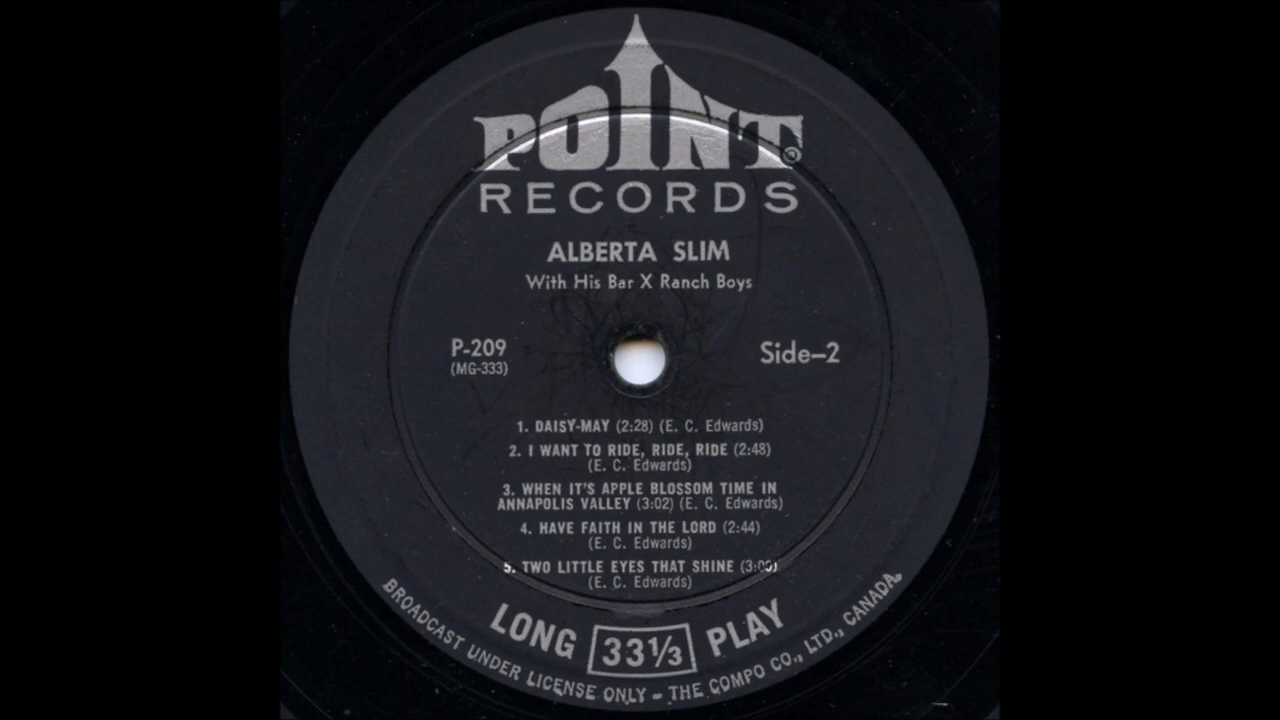 POINT®
RECORDS
ALBERTA SLIM
With His Bar X Ranch Boys
P-209
(MG-333)
Side–2
1. DAISY-MAY (2:28) (E. C. Edwards)
2. I WANT TO RIDE, RIDE, RIDE (2:48)
(E. C. Edwards)
3. WHEN IT'S APPLE BLOSSOM TIME IN
ANNAPOLIS VALLEY (3:02) (E. C. Edwards)
4. HAVE FAITH IN THE LORD (2:44)
(E. C. Edwards)
5. TWO LITTLE EYES THAT SHINE (3:00)
(E. C. Edwards)
LONG 33⅓ PLAY
BROADCAST UNDER LICENSE ONLY – THE COMPO CO., LTD., CANADA.